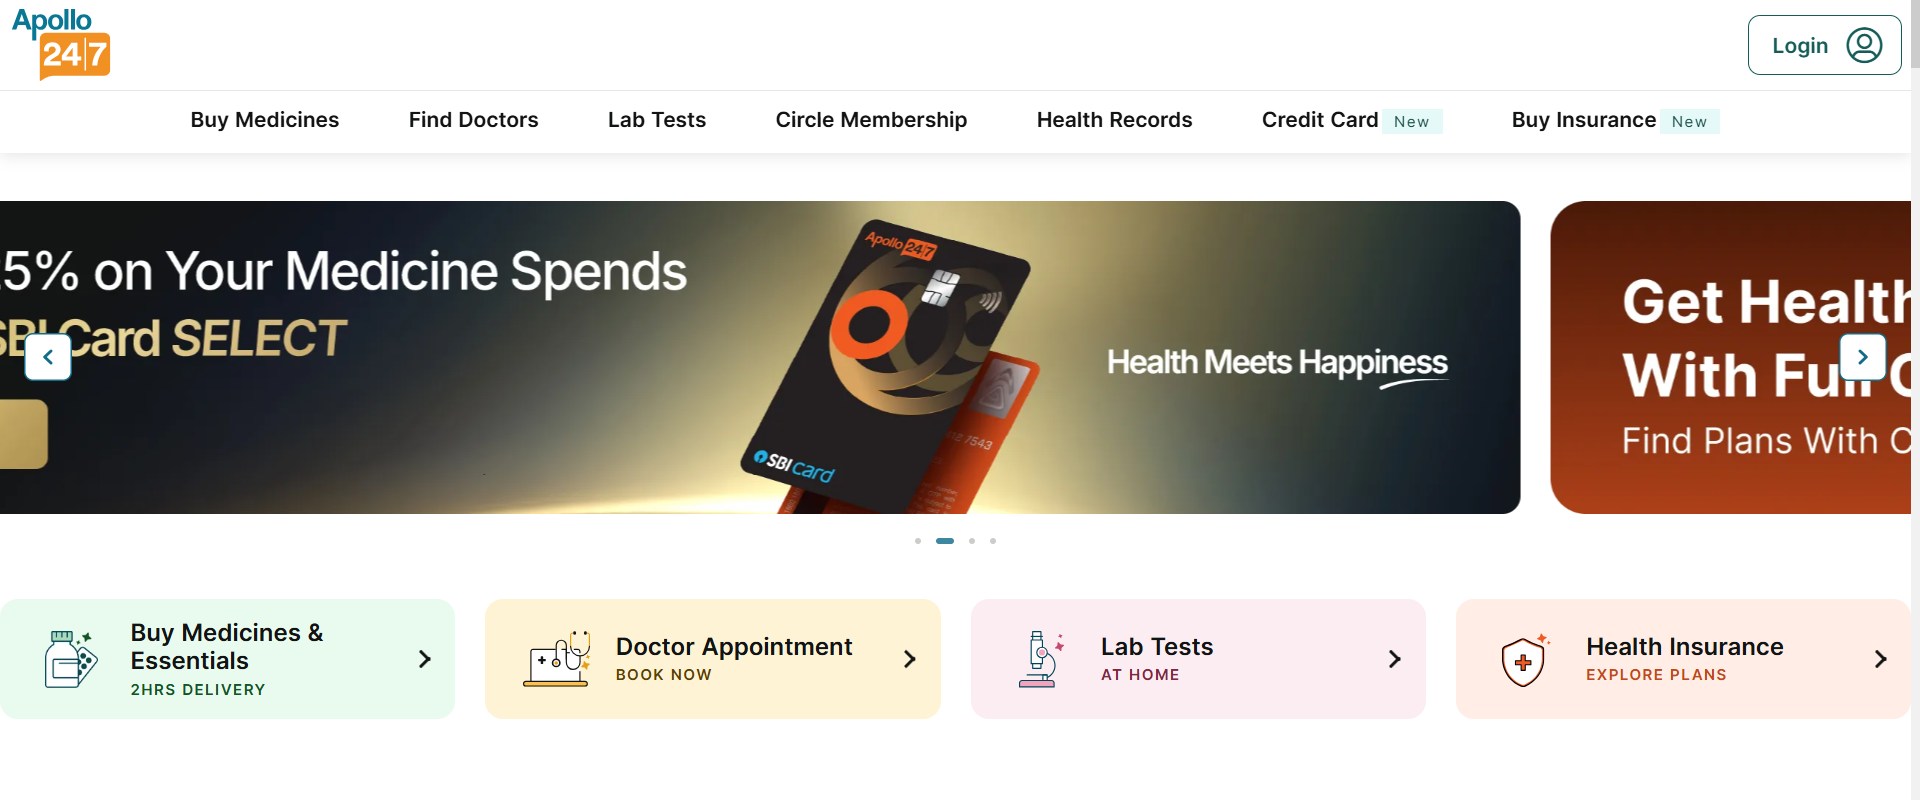 Apollo
24|7
Login
Buy Medicines
Find Doctors
Lab Tests
Circle Membership
Health Records
Credit Card New
Buy Insurance New
5% on Your Medicine Spends
SBI Card SELECT
Apollo 24|7
SBI card
7543
Health Meets Happiness
Get Health
With Full
Find Plans With
Buy Medicines &
Essentials
2HRS DELIVERY
Doctor Appointment
BOOK NOW
Lab Tests
AT HOME
Health Insurance
EXPLORE PLANS